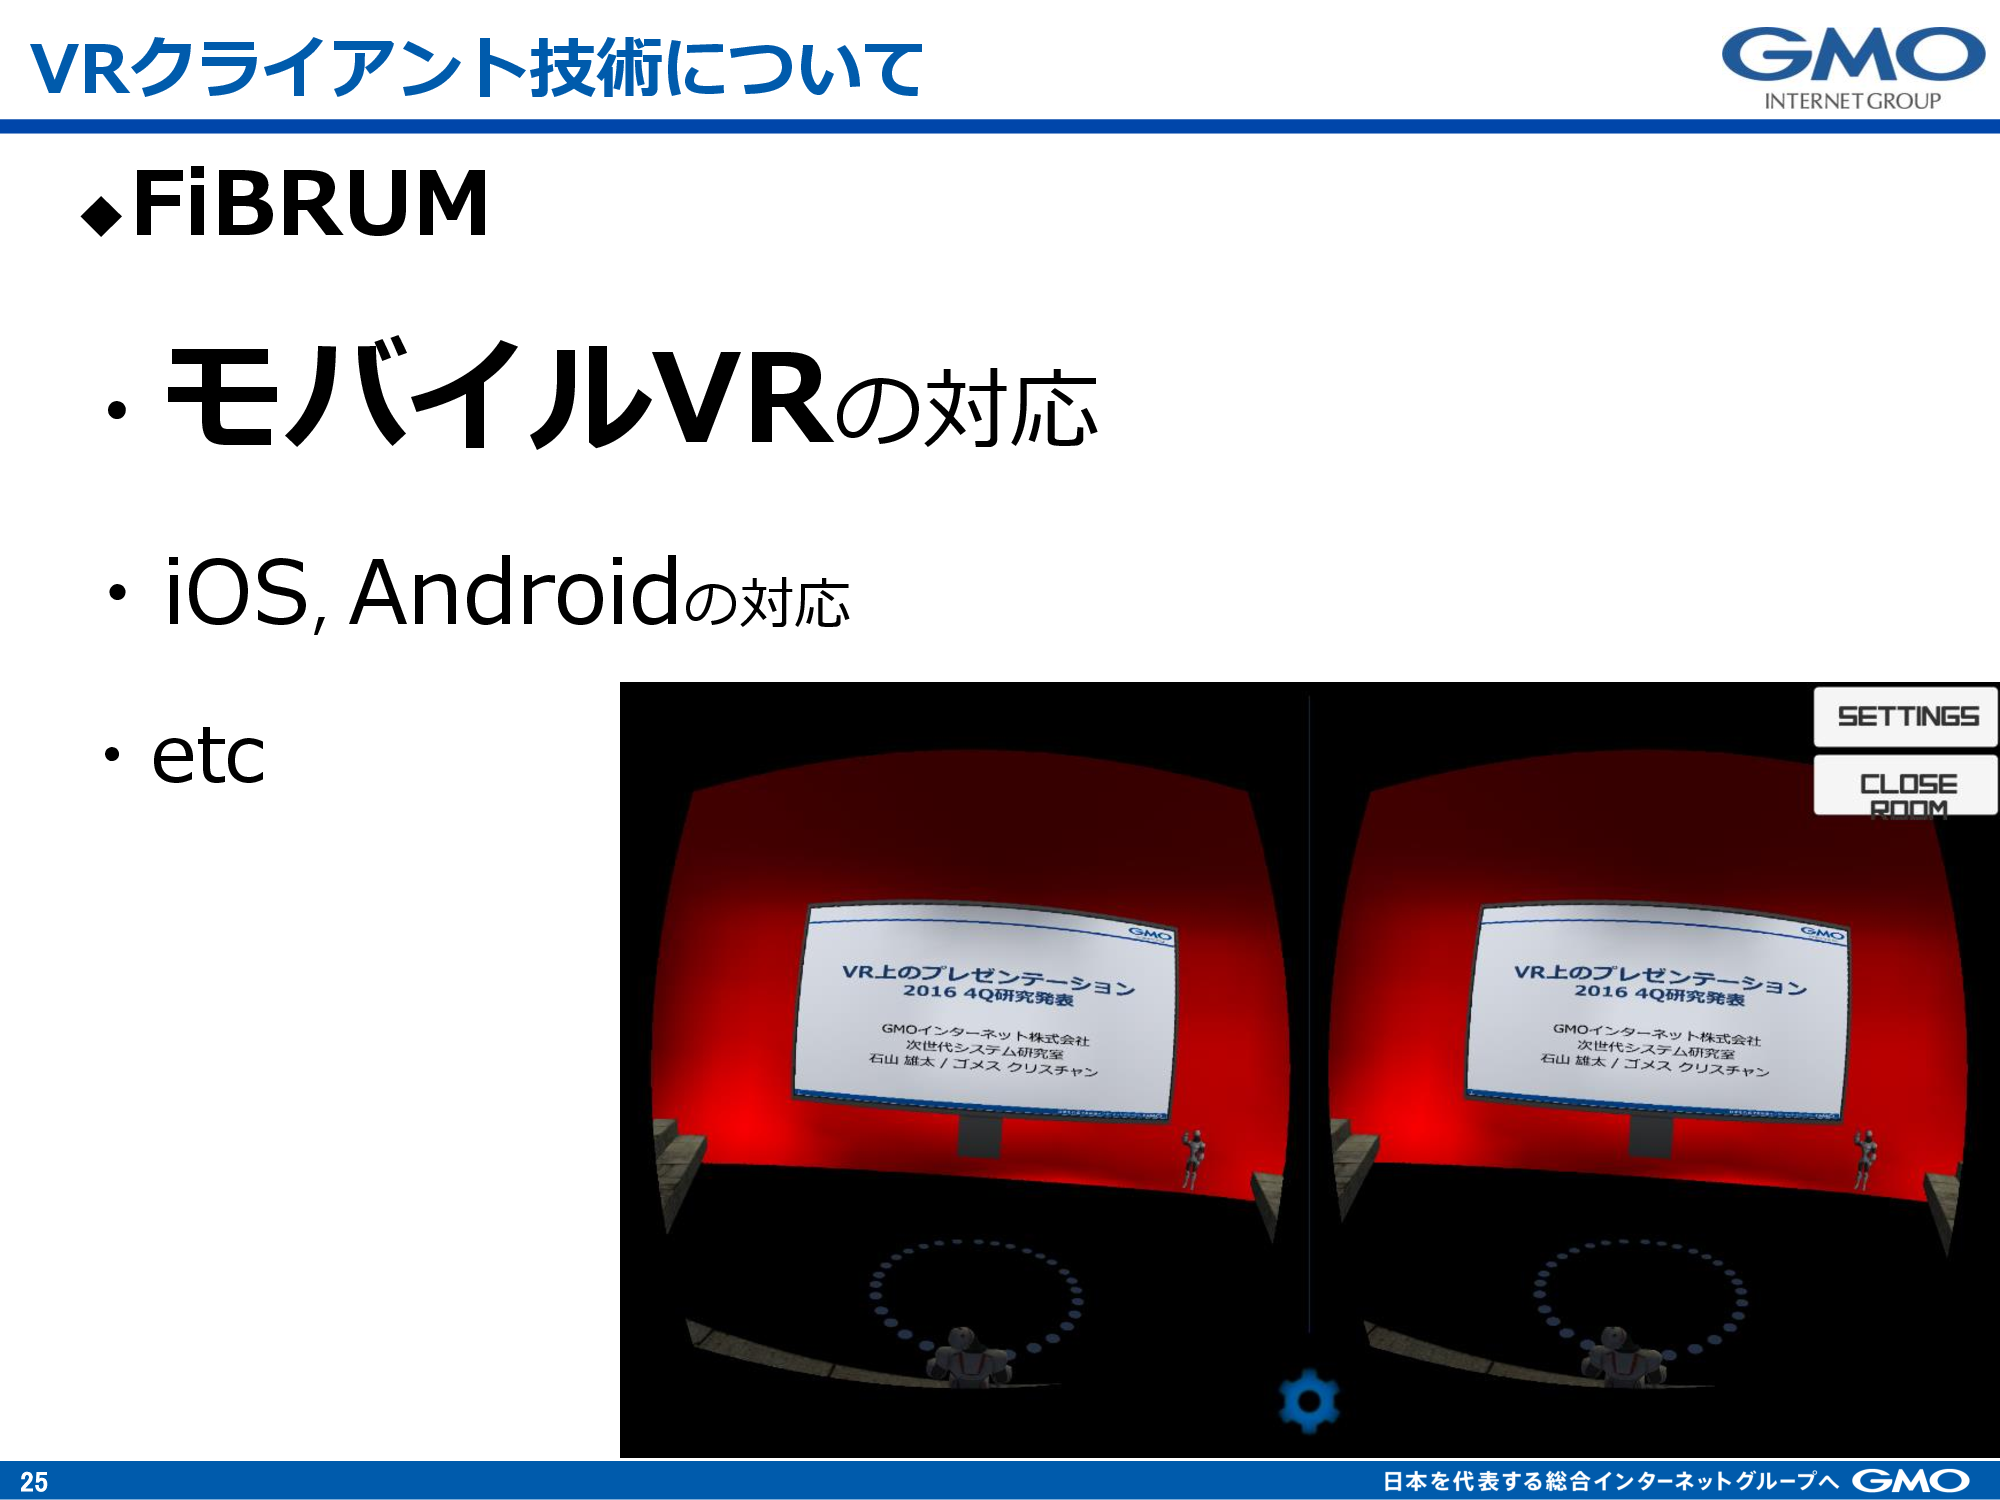 VRクライアント技術について
GMO
INTERNET GROUP
◆FiBRUM
・モバイルVRの対応
・iOS, Androidの対応
・etc
SETTINGS
CLOSE
ROOM
GMO
VR上のプレゼンテーション
2016 4Q研究発表
GMOインターネット株式会社
次世代システム研究室
石山 雄太 / ゴメス クリスチャン
GMO
VR上のプレゼンテーション
2016 4Q研究発表
GMOインターネット株式会社
次世代システム研究室
石山 雄太 / ゴメス クリスチャン
25
日本を代表する総合インターネットグループへ GMO